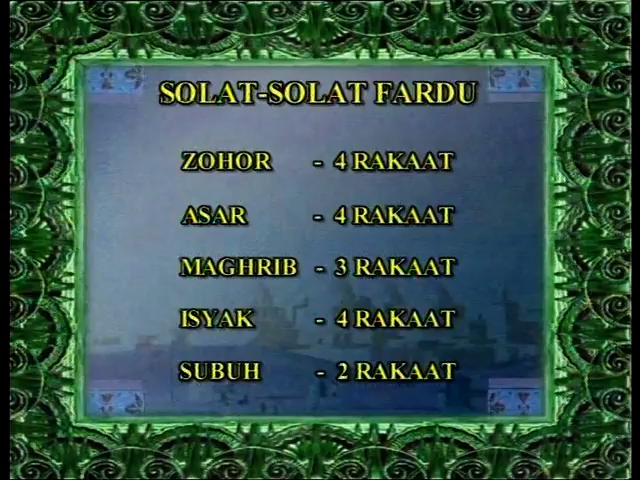 SOLAT-SOLAT FARDU
ZOHOR - 4 RAKAAT
ASAR - 4 RAKAAT
MAGHRIB - 3 RAKAAT
ISYAK - 4 RAKAAT
SUBUH - 2 RAKAAT